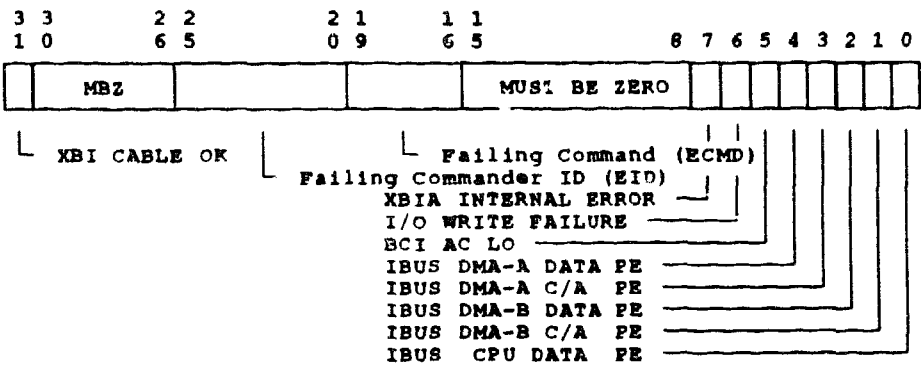 3 3 2 2 2 1 1 1
1 0 6 5 0 9 6 5 8 7 6 5 4 3 2 1 0
MBZ MUST BE ZERO
XBI CABLE OK Failing Command (ECMD)
Failing Commander ID (EID)
XBIA INTERNAL ERROR
I/O WRITE FAILURE
BCI AC LO
IBUS DMA-A DATA PE
IBUS DMA-A C/A PE
IBUS DMA-B DATA PE
IBUS DMA-B C/A PE
IBUS CPU DATA PE